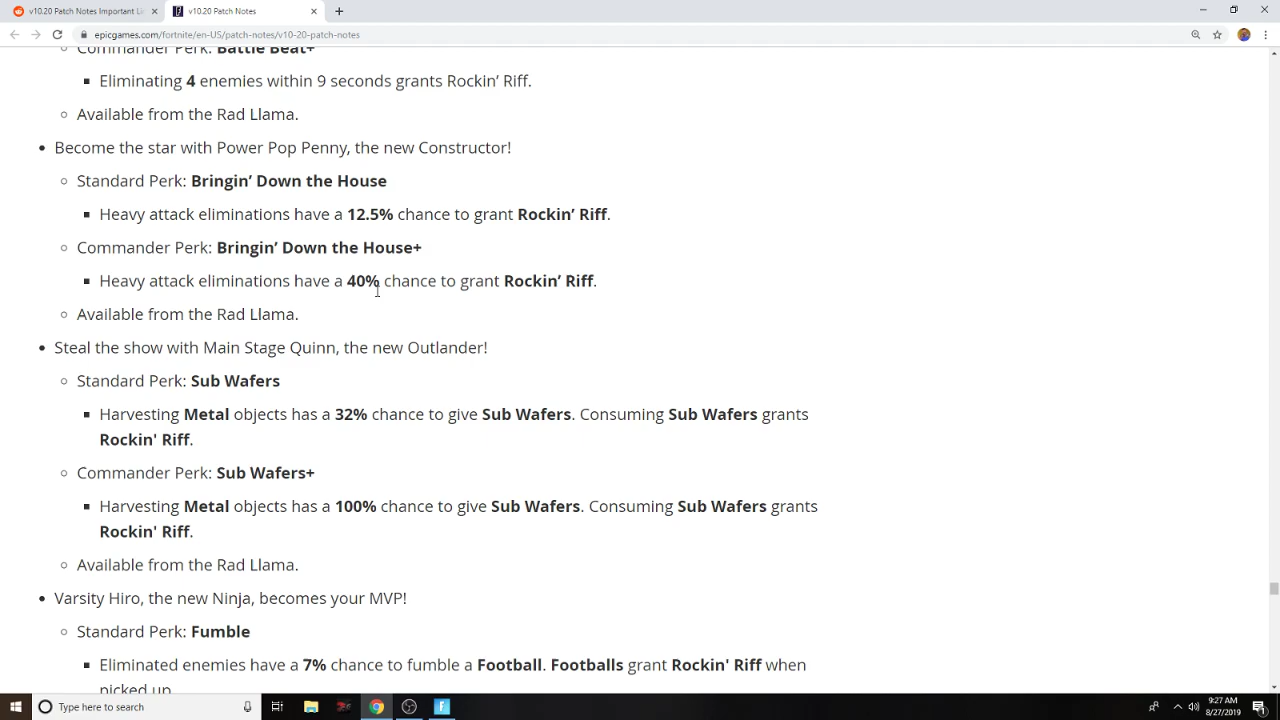 v10.20 Patch Notes Important Li
v10.20 Patch Notes
epicgames.com/fortnite/en-US/patch-notes/v10-20-patch-notes
Commander Perk: Battle Beat+
Eliminating 4 enemies within 9 seconds grants Rockin’ Riff.
Available from the Rad Llama.
Become the star with Power Pop Penny, the new Constructor!
Standard Perk: Bringin’ Down the House
Heavy attack eliminations have a 12.5% chance to grant Rockin’ Riff.
Commander Perk: Bringin’ Down the House+
Heavy attack eliminations have a 40% chance to grant Rockin’ Riff.
Available from the Rad Llama.
Steal the show with Main Stage Quinn, the new Outlander!
Standard Perk: Sub Wafers
Harvesting Metal objects has a 32% chance to give Sub Wafers. Consuming Sub Wafers grants
Rockin' Riff.
Commander Perk: Sub Wafers+
Harvesting Metal objects has a 100% chance to give Sub Wafers. Consuming Sub Wafers grants
Rockin' Riff.
Available from the Rad Llama.
Varsity Hiro, the new Ninja, becomes your MVP!
Standard Perk: Fumble
Eliminated enemies have a 7% chance to fumble a Football. Footballs grant Rockin' Riff when
picked up.
Type here to search
9:27 AM
8/27/2019